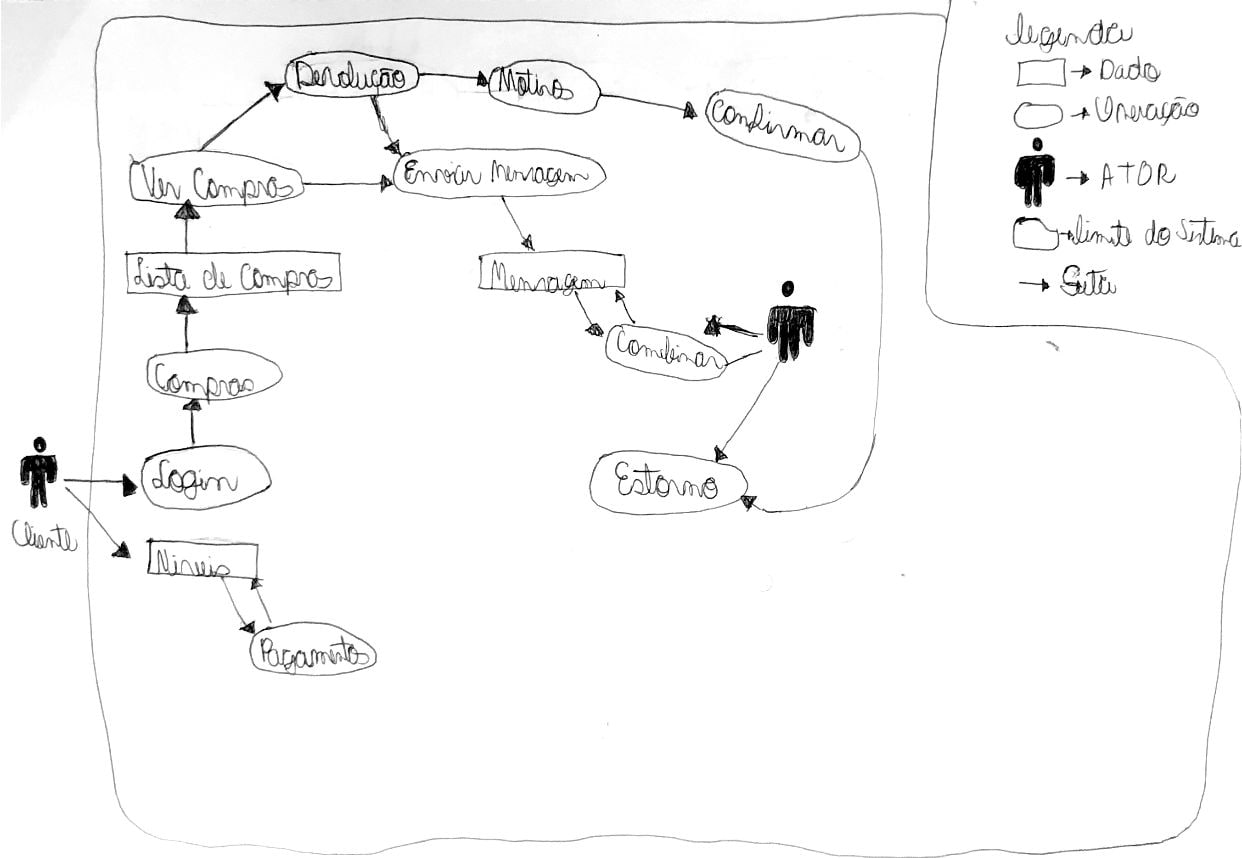 legenda
→ Dado
→ Operação
→ ATOR
→ limite do Sistema
→ Seta
Devolução
Motivo
Confirmar
Ver Compras
Enviar Mensagem
Lista de Compras
Mensagem
Combinar
Compras
Login
Estorno
Cliente
Níveis
Pagamento